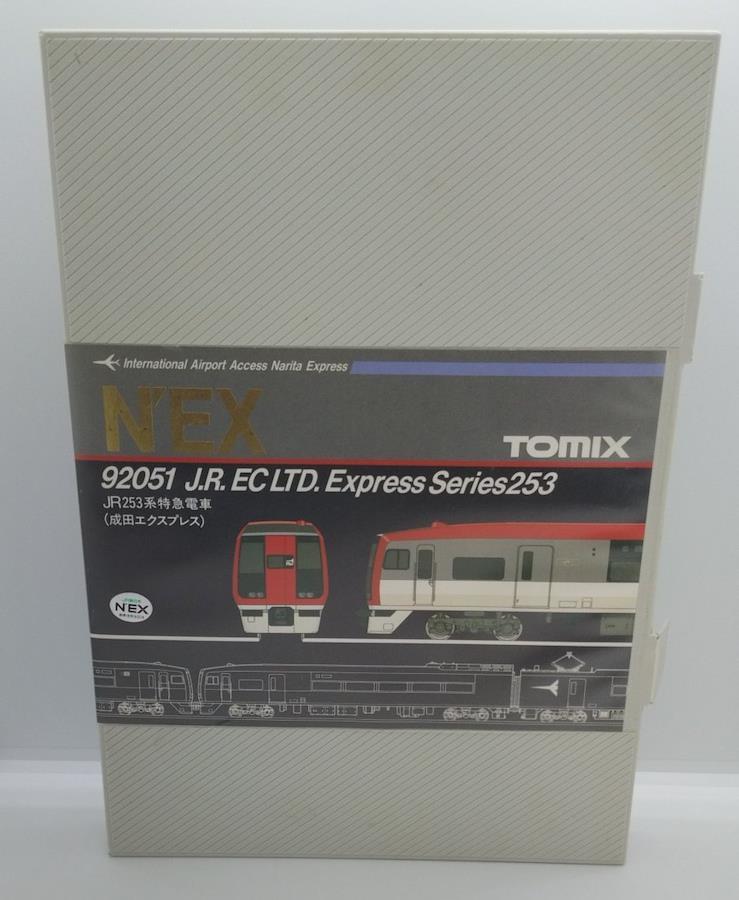 International Airport Access Narita Express
N'EX
TOMIX
92051 J.R. EC LTD. Express Series253
JR253系特急電車
(成田エクスプレス)
N'EX